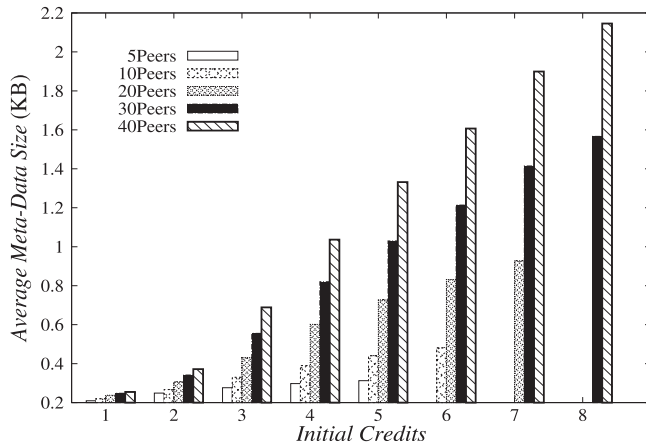 2.2
2
1.8
1.6
1.4
1.2
1
0.8
0.6
0.4
0.2
Average Meta-Data Size (KB)
5Peers
10Peers
20Peers
30Peers
40Peers
1 2 3 4 5 6 7 8
Initial Credits